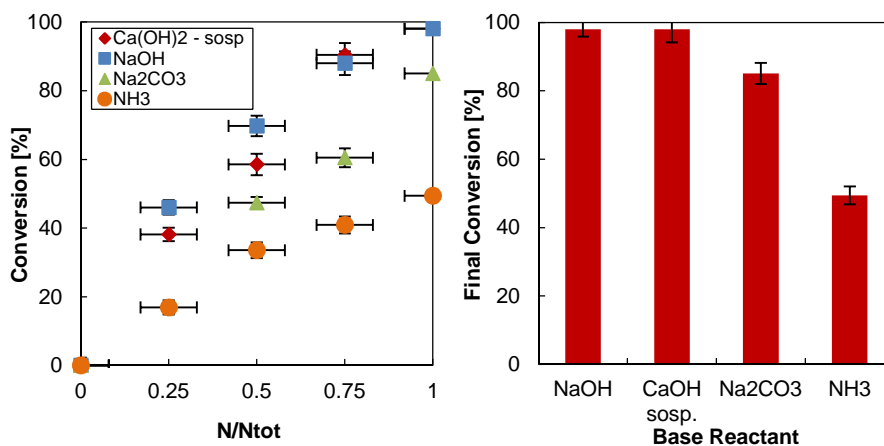 100
80
60
40
20
0
Conversion [%]
Ca(OH)2 - sosp
NaOH
Na2CO3
NH3
0 0.25 0.5 0.75 1
N/Ntot
100
80
60
40
20
0
Final Conversion [%]
NaOH CaOH Na2CO3 NH3
sosp.
Base Reactant